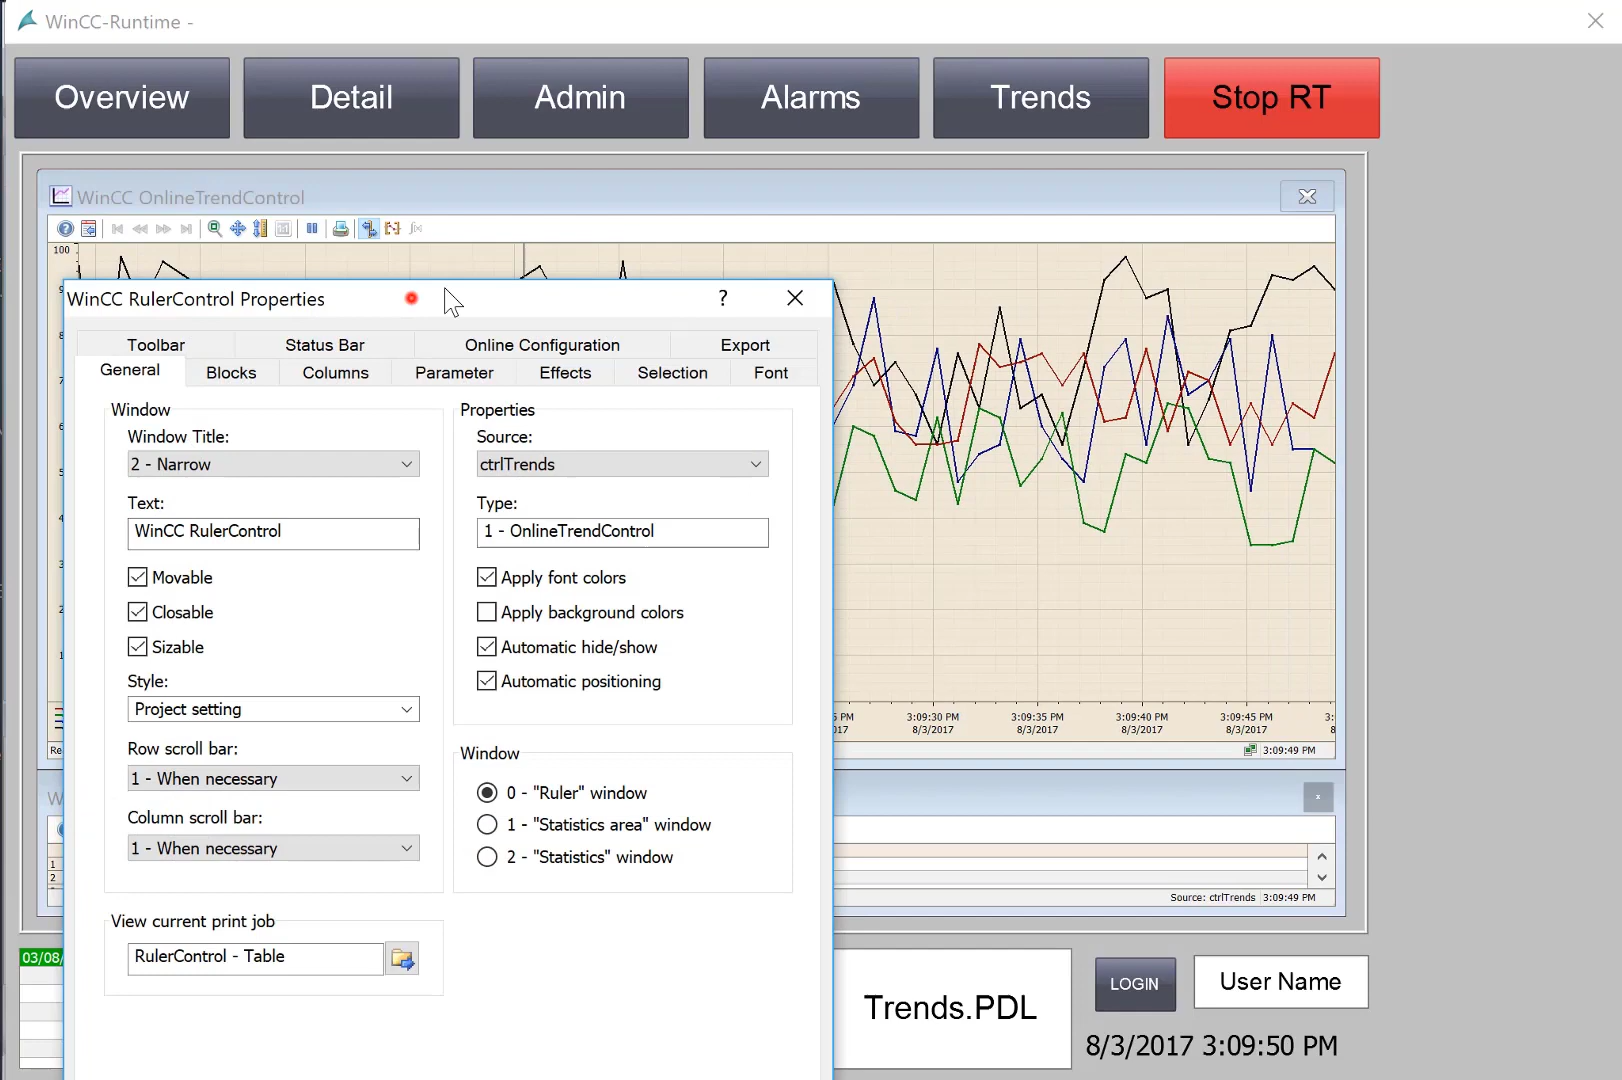 WinCC-Runtime -
Overview
Detail
Admin
Alarms
Trends
Stop RT
WinCC OnlineTrendControl
100
WinCC RulerControl Properties
?
Toolbar
Status Bar
Online Configuration
Export
General
Blocks
Columns
Parameter
Effects
Selection
Font
Window
Window Title:
2 - Narrow
Text:
WinCC RulerControl
Movable
Closable
Sizable
Style:
Project setting
Row scroll bar:
1 - When necessary
Column scroll bar:
1 - When necessary
View current print job
RulerControl - Table
Properties
Source:
ctrlTrends
Type:
1 - OnlineTrendControl
Apply font colors
Apply background colors
Automatic hide/show
Automatic positioning
Window
0 - "Ruler" window
1 - "Statistics area" window
2 - "Statistics" window
3:09:30 PM
8/3/2017
3:09:35 PM
8/3/2017
3:09:40 PM
8/3/2017
3:09:45 PM
8/3/2017
3:09:49 PM
1
2
Source: ctrlTrends
3:09:49 PM
03/08/
Trends.PDL
LOGIN
User Name
8/3/2017 3:09:50 PM